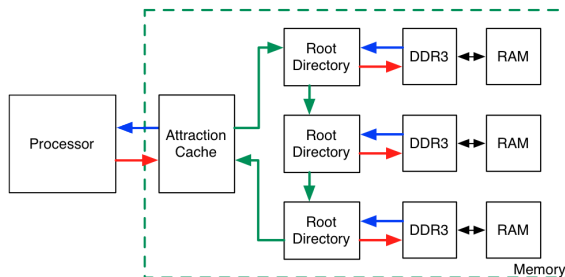 Root
Directory
DDR3
RAM
Processor
Attraction
Cache
Root
Directory
DDR3
RAM
Root
Directory
DDR3
RAM
Memory